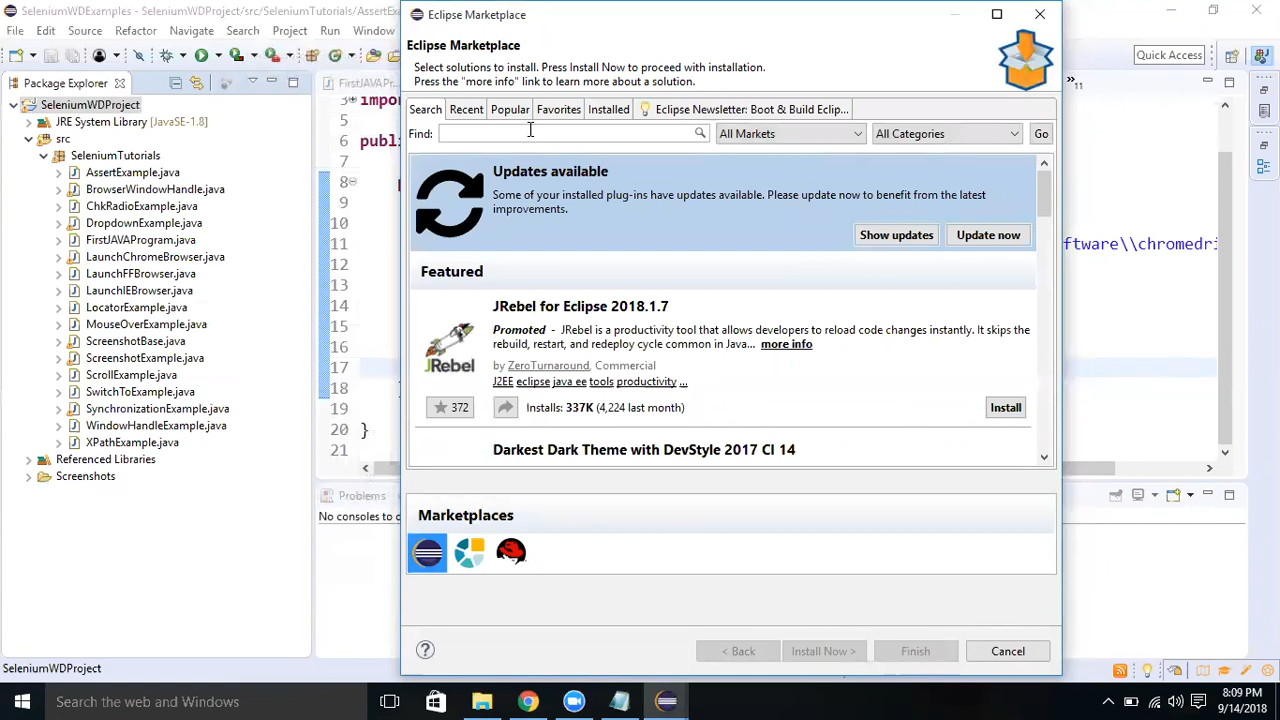 SeleniumWDExamples - SeleniumWDProject/src/SeleniumTutorials/AssertExam
File Edit Source Refactor Navigate Search Project Run Window
Quick Access
Package Explorer
SeleniumWDProject
JRE System Library [JavaSE-1.8]
src
SeleniumTutorials
AssertExample.java
BrowserWindowHandle.java
ChkRadioExample.java
DropdownExample.java
FirstJAVAProgram.java
LaunchChromeBrowser.java
LaunchFFBrowser.java
LaunchIEBrowser.java
LocatorExample.java
MouseOverExample.java
ScreenshotBase.java
ScreenshotExample.java
ScrollExample.java
SwitchToExample.java
SynchronizationExample.java
WindowHandleExample.java
XPathExample.java
Referenced Libraries
Screenshots
FirstJAVAP
11
3 impor
5
6 publ
7
8
9
10
11 ftware\\chromedri
12
13
14
15
16
17
18
19
20 }
21
Problems
No consoles to c
Eclipse Marketplace
Eclipse Marketplace
Select solutions to install. Press Install Now to proceed with installation.
Press the "more info" link to learn more about a solution.
Search Recent Popular Favorites Installed Eclipse Newsletter: Boot & Build Eclip...
Find: All Markets All Categories Go
Updates available
Some of your installed plug-ins have updates available. Please update now to benefit from the latest
improvements.
Show updates Update now
Featured
JRebel for Eclipse 2018.1.7
Promoted - JRebel is a productivity tool that allows developers to reload code changes instantly. It skips the
rebuild, restart, and redeploy cycle common in Java... more info
JRebel
by ZeroTurnaround, Commercial
J2EE eclipse java ee tools productivity ...
372 Installs: 337K (4,224 last month) Install
Darkest Dark Theme with DevStyle 2017 CI 14
Marketplaces
? < Back Install Now > Finish Cancel
SeleniumWDProject
Search the web and Windows
8:09 PM
9/14/2018